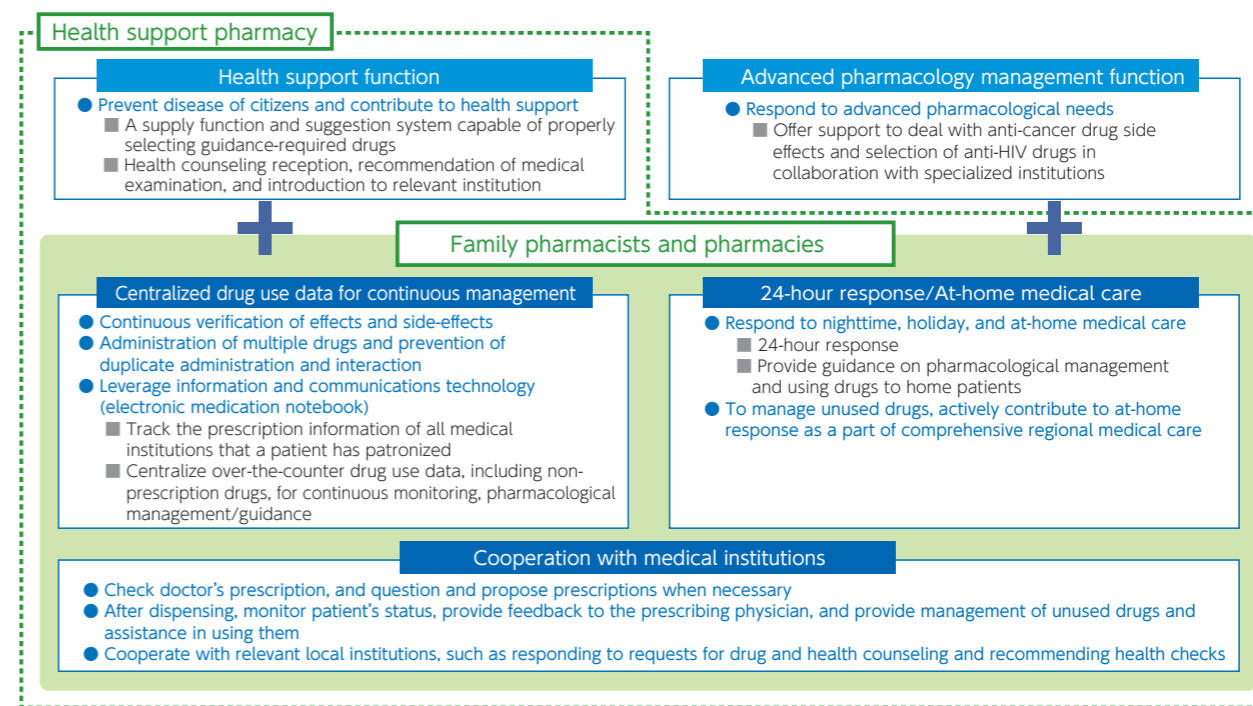 Health support pharmacy
Health support function
● Prevent disease of citizens and contribute to health support
■ A supply function and suggestion system capable of properly
selecting guidance-required drugs
■ Health counseling reception, recommendation of medical
examination, and introduction to relevant institution
Advanced pharmacology management function
● Respond to advanced pharmacological needs
■ Offer support to deal with anti-cancer drug side
effects and selection of anti-HIV drugs in
collaboration with specialized institutions
Family pharmacists and pharmacies
Centralized drug use data for continuous management
● Continuous verification of effects and side-effects
● Administration of multiple drugs and prevention of
duplicate administration and interaction
● Leverage information and communications technology
(electronic medication notebook)
■ Track the prescription information of all medical
institutions that a patient has patronized
■ Centralize over-the-counter drug use data, including non-
prescription drugs, for continuous monitoring, pharmacological
management/guidance
24-hour response/At-home medical care
● Respond to nighttime, holiday, and at-home medical care
■ 24-hour response
■ Provide guidance on pharmacological management
and using drugs to home patients
● To manage unused drugs, actively contribute to at-home
response as a part of comprehensive regional medical care
Cooperation with medical institutions
● Check doctor's prescription, and question and propose prescriptions when necessary
● After dispensing, monitor patient's status, provide feedback to the prescribing physician, and provide management of unused drugs and
assistance in using them
● Cooperate with relevant local institutions, such as responding to requests for drug and health counseling and recommending health checks